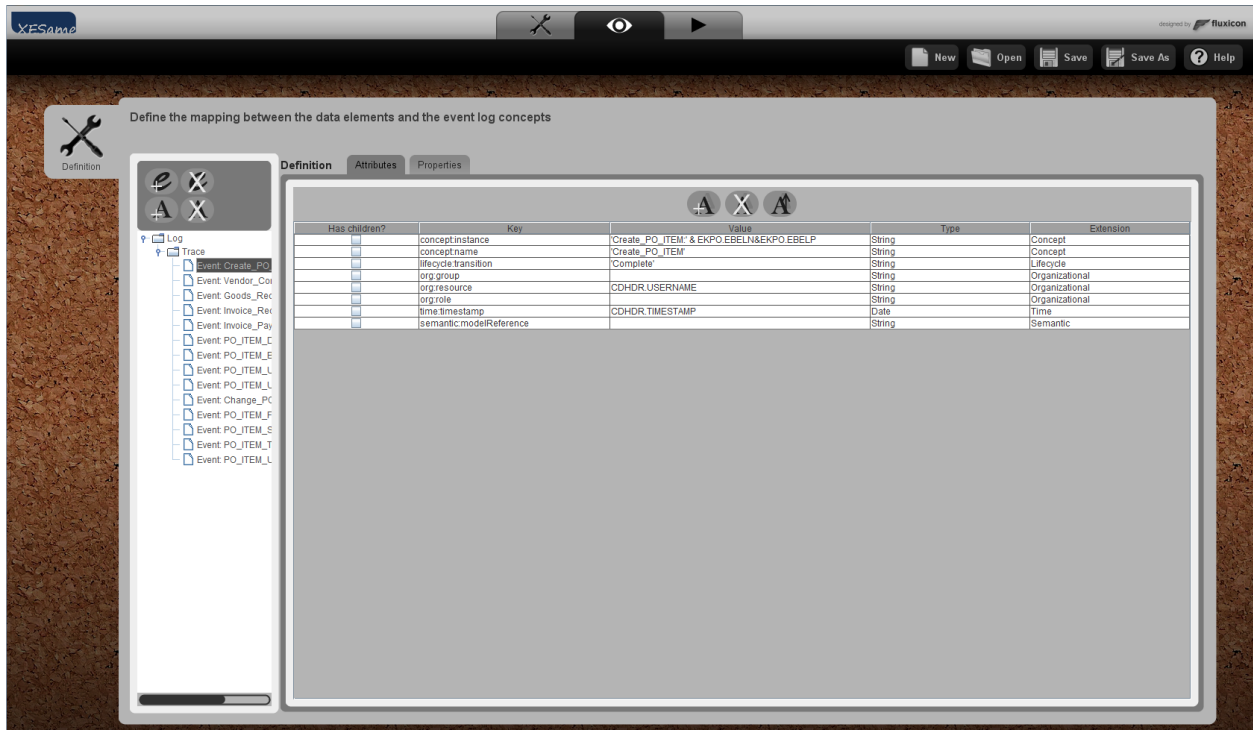 XESame
designed by fluxicon
New Open Save Save As Help
Define the mapping between the data elements and the event log concepts
Definition
Definition Attributes Properties
Has children? Key Value Type Extension
concept:instance 'Create_PO_ITEM:' & EKPO.EBELN&EKPO.EBELP String Concept
concept:name 'Create_PO_ITEM' String Concept
lifecycle:transition 'Complete' String Lifecycle
org:group String Organizational
org:resource CDHDR.USERNAME String Organizational
org:role String Organizational
time:timestamp CDHDR.TIMESTAMP Date Time
semantic:modelReference String Semantic
Log
Trace
Event: Create_PO_
Event: Vendor_Co
Event: Goods_Rec
Event: Invoice_Rec
Event: Invoice_Pay
Event: PO_ITEM_D
Event: PO_ITEM_E
Event: PO_ITEM_U
Event: PO_ITEM_U
Event: Change_PO
Event: PO_ITEM_F
Event: PO_ITEM_S
Event: PO_ITEM_T
Event: PO_ITEM_U